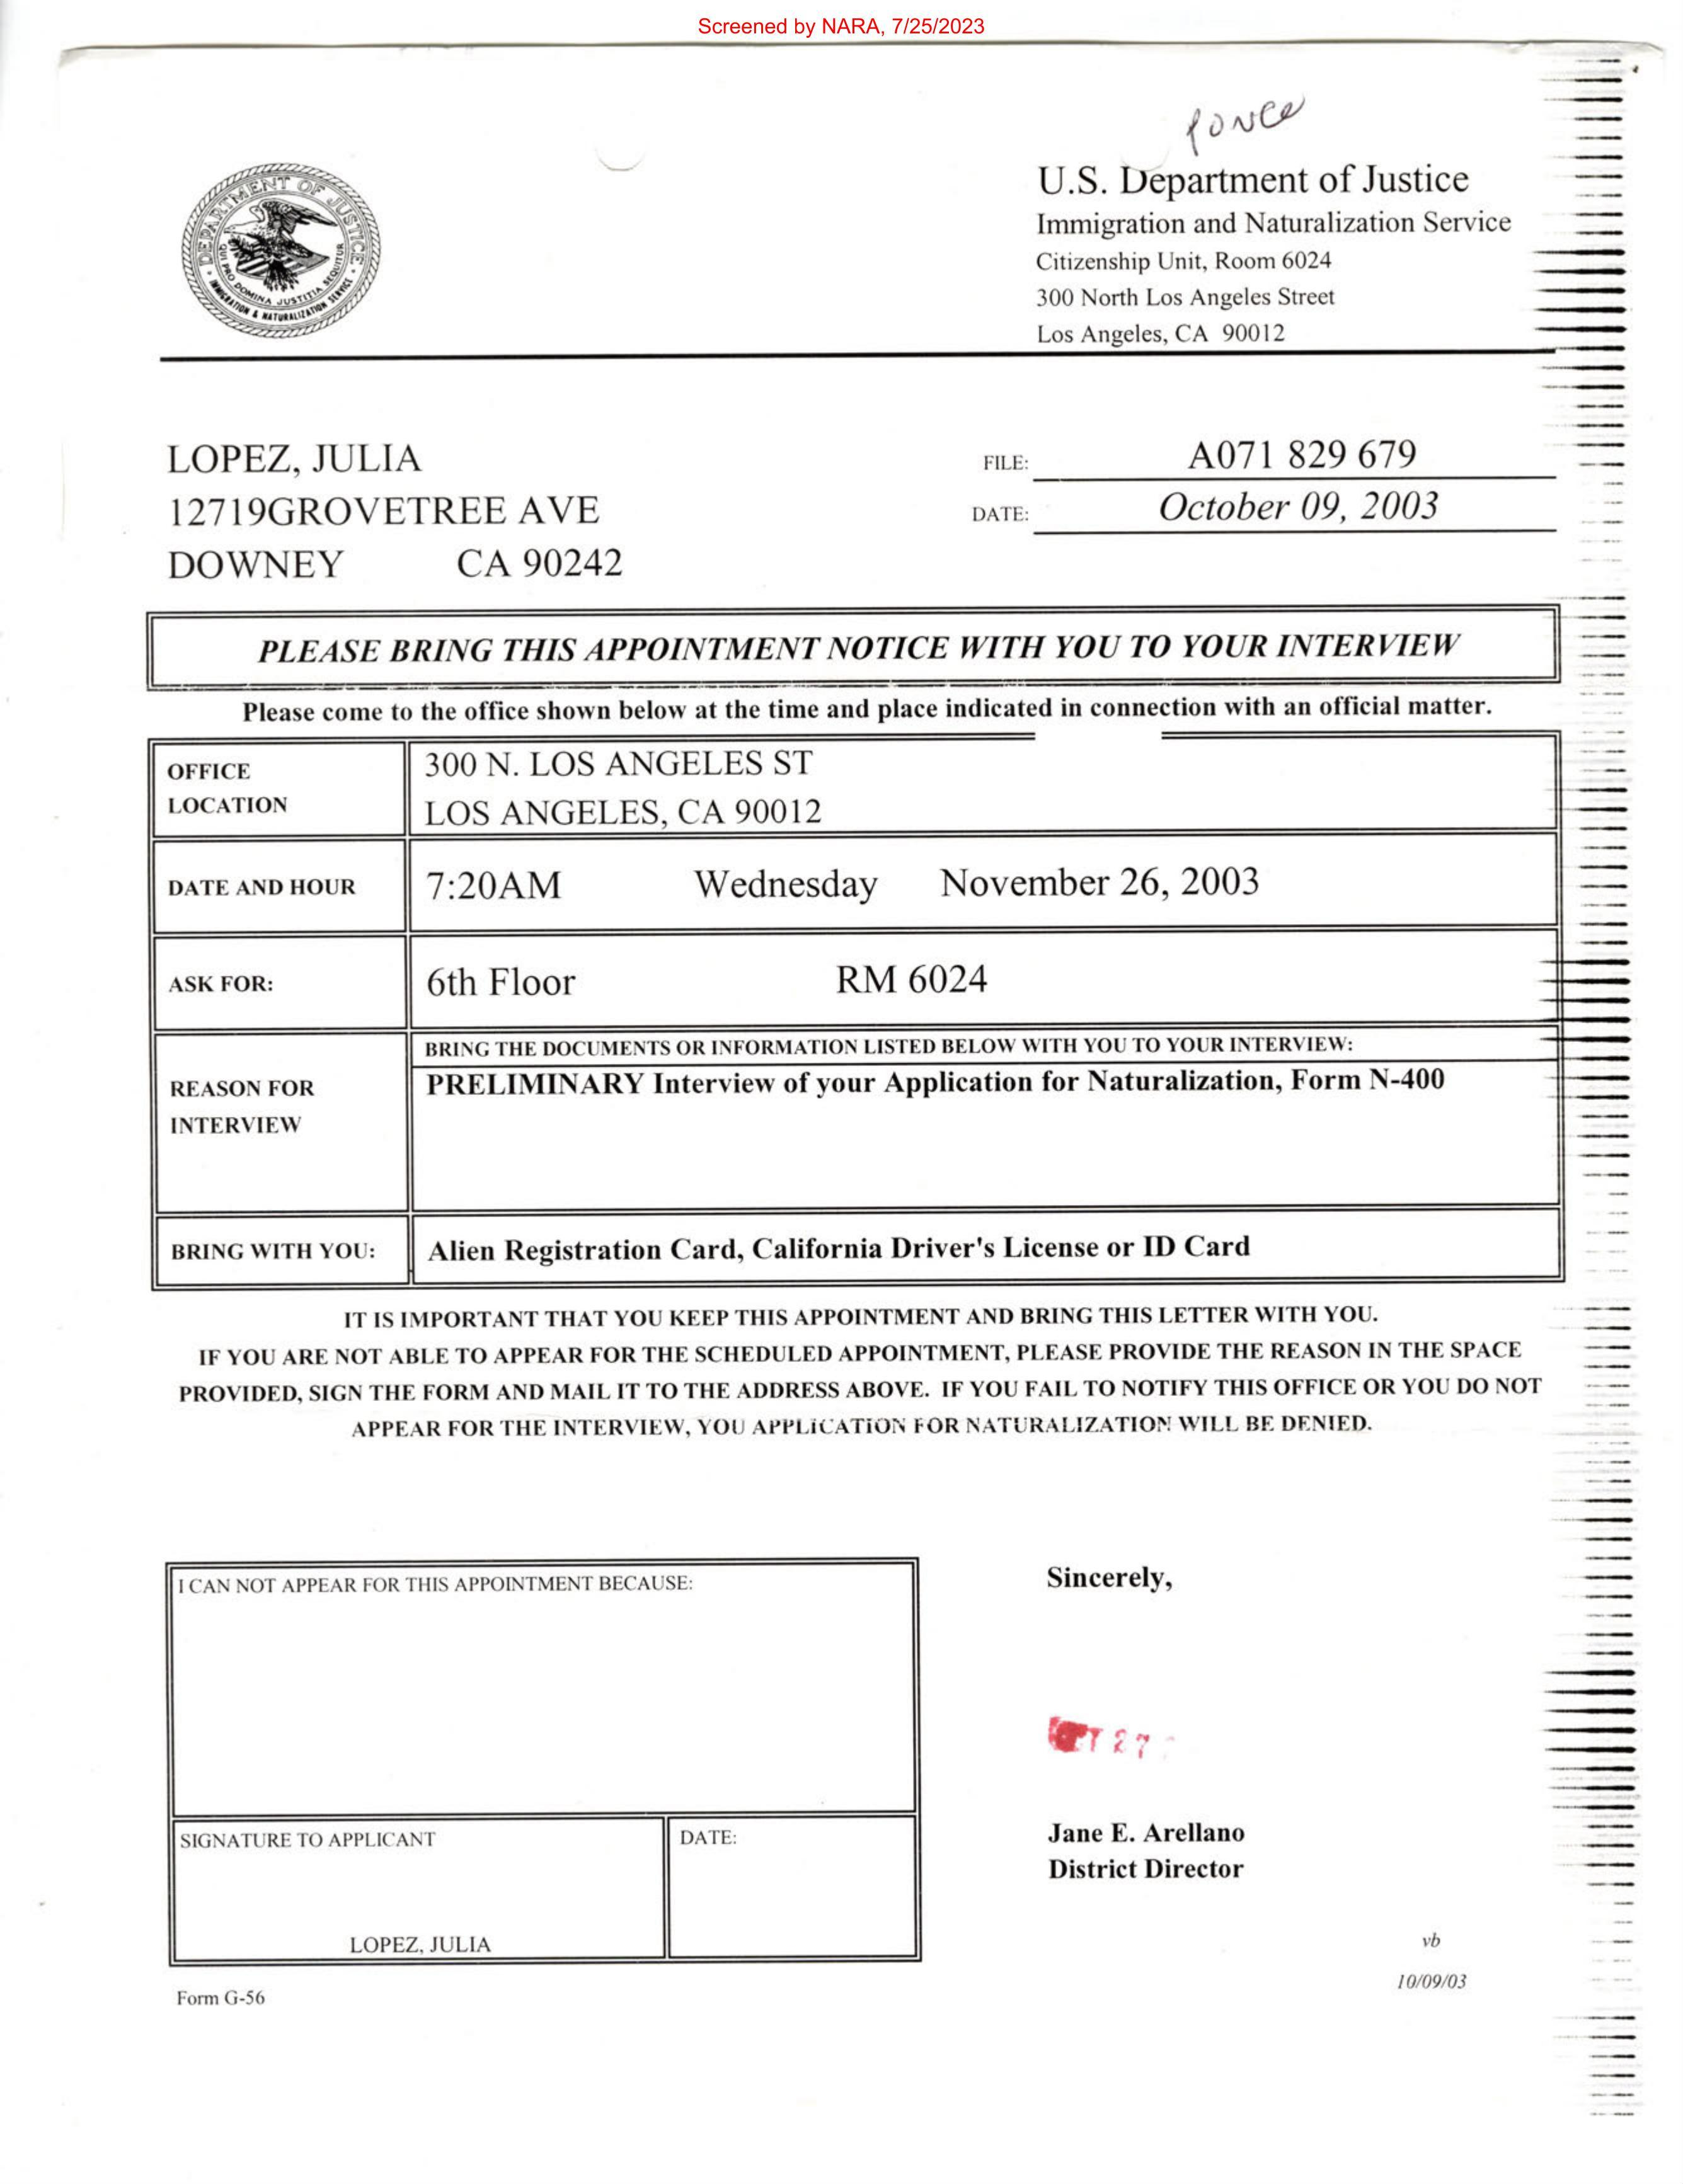 Screened by NARA, 7/25/2023
Ponce
DEPARTMENT OF JUSTICE
QUI PRO DOMINA JUSTITIA SEQUITUR
IMMIGRATION & NATURALIZATION SERVICE
U.S. Department of Justice
Immigration and Naturalization Service
Citizenship Unit, Room 6024
300 North Los Angeles Street
Los Angeles, CA 90012
LOPEZ, JULIA
12719GROVETREE AVE
DOWNEY CA 90242
FILE: A071 829 679
DATE: October 09, 2003
PLEASE BRING THIS APPOINTMENT NOTICE WITH YOU TO YOUR INTERVIEW
Please come to the office shown below at the time and place indicated in connection with an official matter.
OFFICE
LOCATION
300 N. LOS ANGELES ST
LOS ANGELES, CA 90012
DATE AND HOUR 7:20AM Wednesday November 26, 2003
ASK FOR: 6th Floor RM 6024
REASON FOR
INTERVIEW
BRING THE DOCUMENTS OR INFORMATION LISTED BELOW WITH YOU TO YOUR INTERVIEW:
PRELIMINARY Interview of your Application for Naturalization, Form N-400
BRING WITH YOU: Alien Registration Card, California Driver's License or ID Card
IT IS IMPORTANT THAT YOU KEEP THIS APPOINTMENT AND BRING THIS LETTER WITH YOU.
IF YOU ARE NOT ABLE TO APPEAR FOR THE SCHEDULED APPOINTMENT, PLEASE PROVIDE THE REASON IN THE SPACE
PROVIDED, SIGN THE FORM AND MAIL IT TO THE ADDRESS ABOVE. IF YOU FAIL TO NOTIFY THIS OFFICE OR YOU DO NOT
APPEAR FOR THE INTERVIEW, YOU APPLICATION FOR NATURALIZATION WILL BE DENIED.
I CAN NOT APPEAR FOR THIS APPOINTMENT BECAUSE:
SIGNATURE TO APPLICANT
DATE:
LOPEZ, JULIA
Form G-56
Sincerely,
27
Jane E. Arellano
District Director
vb
10/09/03